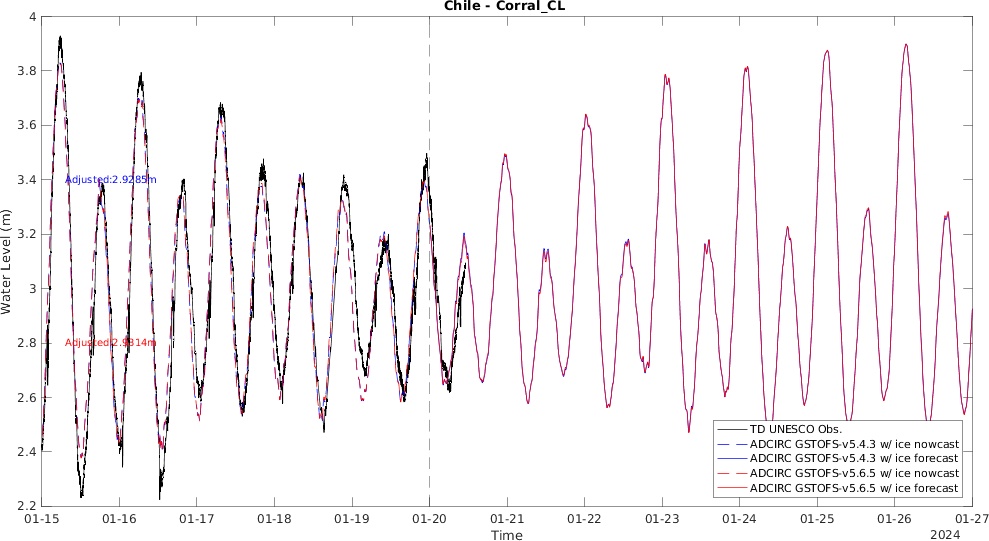 Chile - Corral_CL
4
3.8
3.6
3.4
3.2
3
2.8
2.6
2.4
2.2
Water Level (m)
Adjusted:2.9285m
Adjusted:2.9314m
TD UNESCO Obs.
ADCIRC GSTOFS-v5.4.3 w/ ice nowcast
ADCIRC GSTOFS-v5.4.3 w/ ice forecast
ADCIRC GSTOFS-v5.6.5 w/ ice nowcast
ADCIRC GSTOFS-v5.6.5 w/ ice forecast
01-15 01-16 01-17 01-18 01-19 01-20 01-21 01-22 01-23 01-24 01-25 01-26 01-27
Time
2024